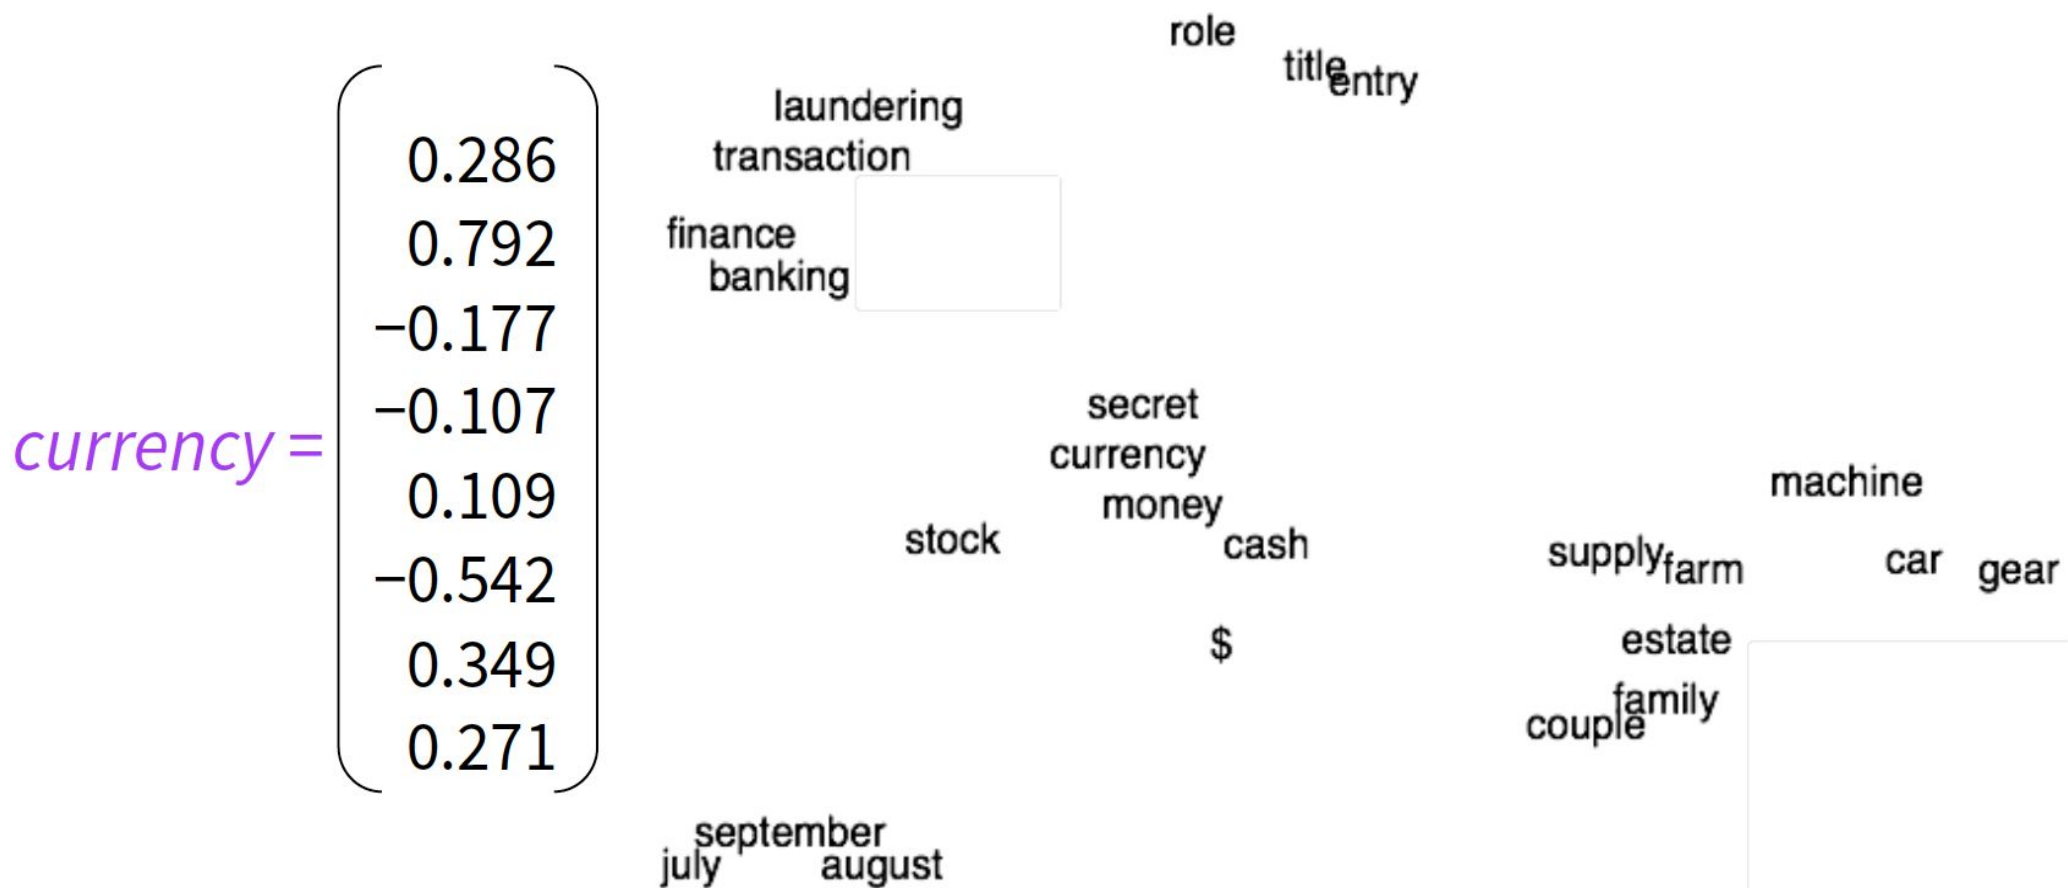 currency =
0.286
0.792
−0.177
−0.107
0.109
−0.542
0.349
0.271
role
title
entry
laundering
transaction
finance
banking
secret
currency
money
stock
cash
$
machine
supply
farm
car
gear
estate
family
couple
september
july
august